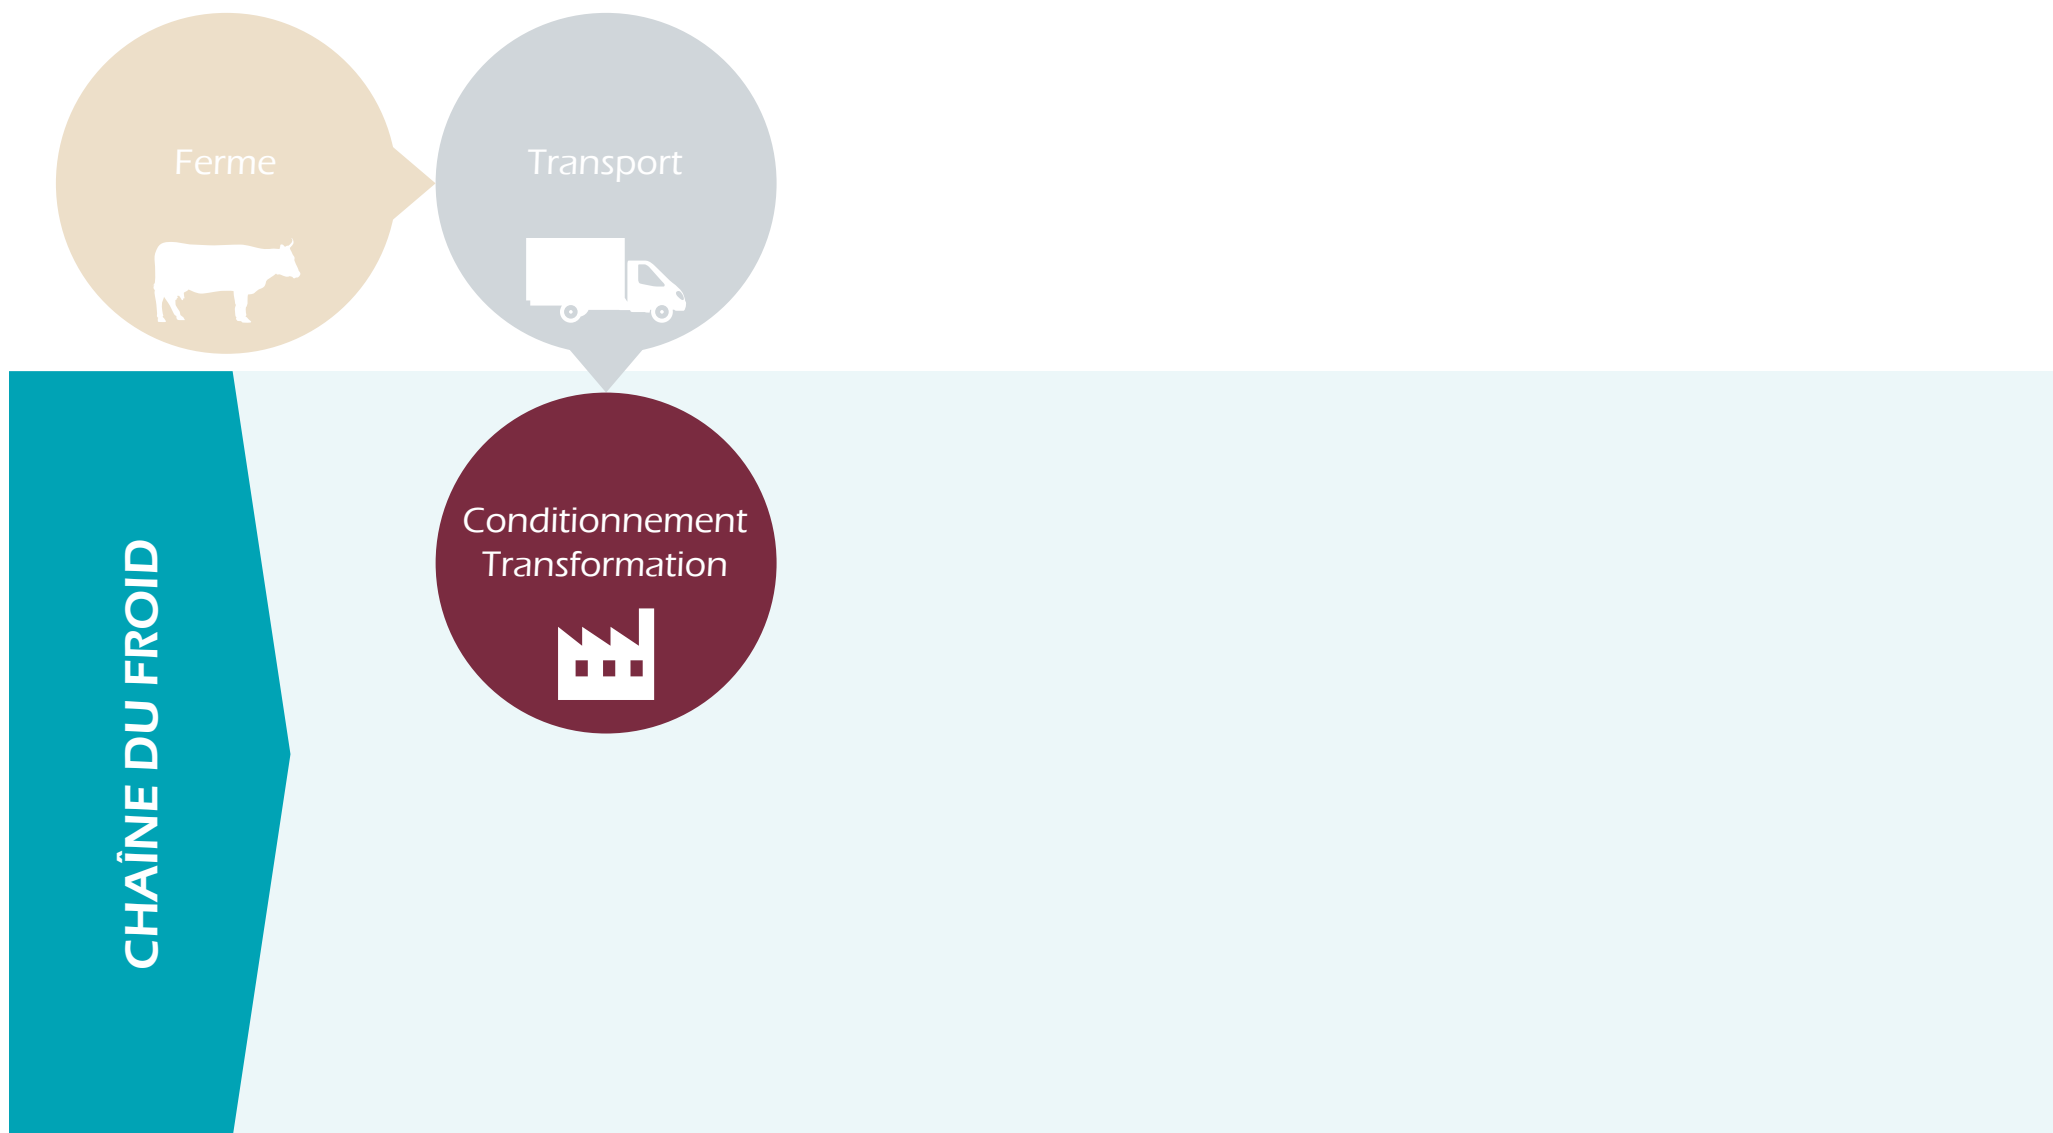 Ferme
Transport
Conditionnement
Transformation
CHAÎNE DU FROID